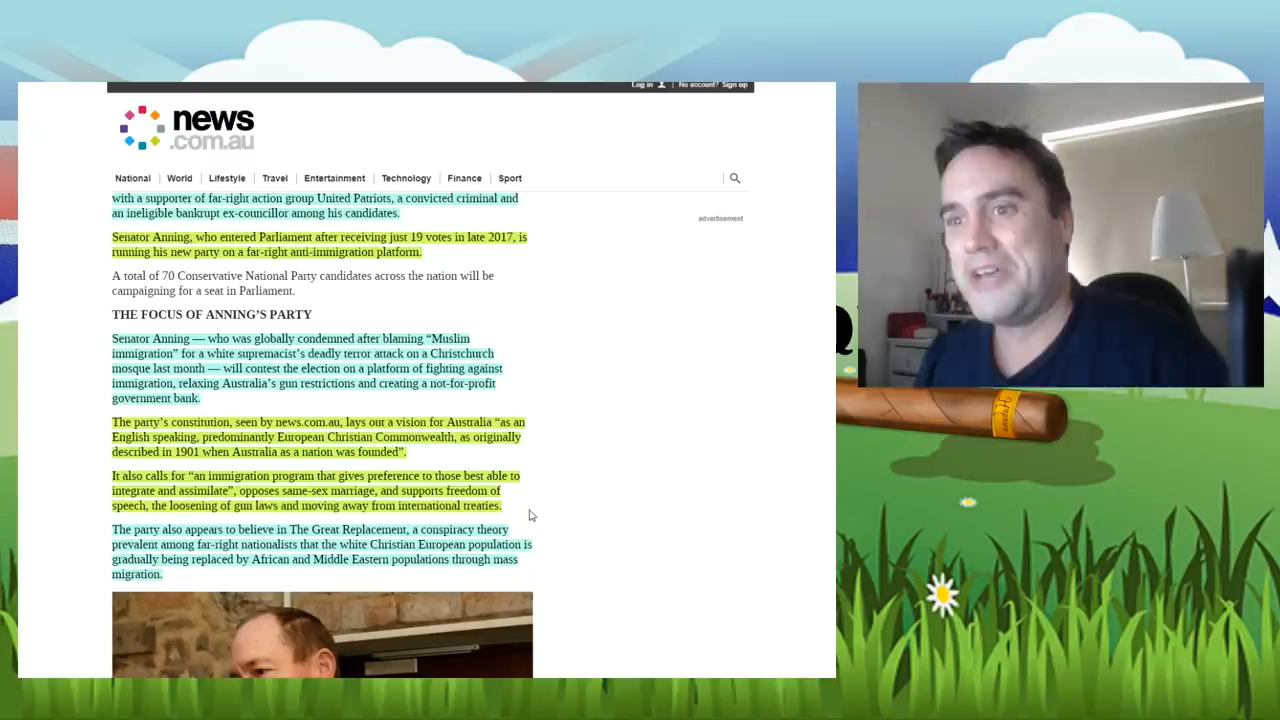 Log in | No account? Sign up
news
.com.au
National | World | Lifestyle | Travel | Entertainment | Technology | Finance | Sport
with a supporter of far-right action group United Patriots, a convicted criminal and
an ineligible bankrupt ex-councillor among his candidates.
advertisement
Senator Anning, who entered Parliament after receiving just 19 votes in late 2017, is
running his new party on a far-right anti-immigration platform.
A total of 70 Conservative National Party candidates across the nation will be
campaigning for a seat in Parliament.
THE FOCUS OF ANNING’S PARTY
Senator Anning — who was globally condemned after blaming “Muslim
immigration” for a white supremacist’s deadly terror attack on a Christchurch
mosque last month — will contest the election on a platform of fighting against
immigration, relaxing Australia’s gun restrictions and creating a not-for-profit
government bank.
The party’s constitution, seen by news.com.au, lays out a vision for Australia “as an
English speaking, predominantly European Christian Commonwealth, as originally
described in 1901 when Australia as a nation was founded”.
It also calls for “an immigration program that gives preference to those best able to
integrate and assimilate”, opposes same-sex marriage, and supports freedom of
speech, the loosening of gun laws and moving away from international treaties.
The party also appears to believe in The Great Replacement, a conspiracy theory
prevalent among far-right nationalists that the white Christian European population is
gradually being replaced by African and Middle Eastern populations through mass
migration.